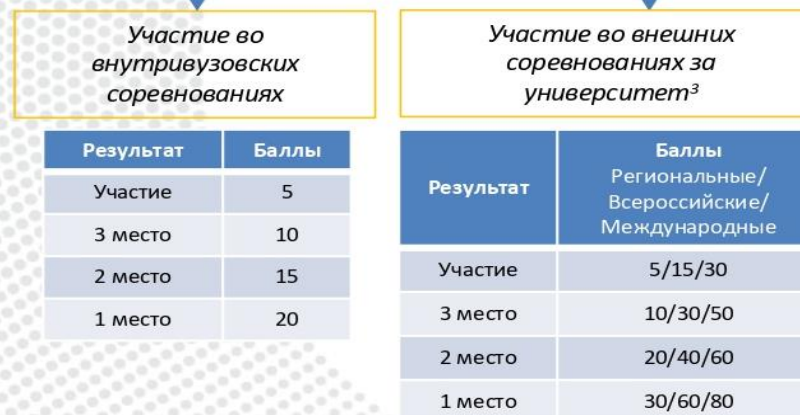 Участие во
внутривузовских
соревнованиях
Результат Баллы
Участие 5
3 место 10
2 место 15
1 место 20
Участие во внешних
соревнованиях за
университет³
Результат
Баллы
Региональные/
Всероссийские/
Международные
Участие 5/15/30
3 место 10/30/50
2 место 20/40/60
1 место 30/60/80